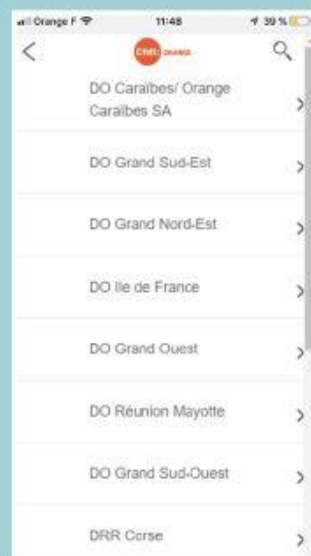 Orange F 11:48 39 %
Cfdt: ORANGE
DO Caraïbes/ Orange
Caraïbes SA
DO Grand Sud-Est
DO Grand Nord-Est
DO Ile de France
DO Grand Ouest
DO Réunion Mayotte
DO Grand Sud-Ouest
DRR Corse